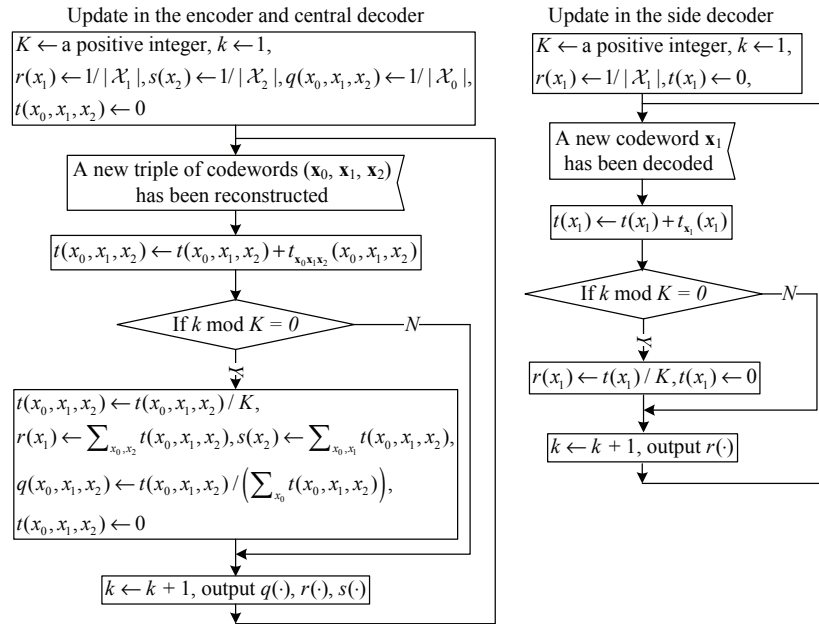 Update in the encoder and central decoder
K ← a positive integer, k ← 1,
r(x₁) ← 1/|𝒳₁|, s(x₂) ← 1/|𝒳₂|, q(x₀,x₁,x₂) ← 1/|𝒳₀|,
t(x₀,x₁,x₂) ← 0
A new triple of codewords (x₀, x₁, x₂)
has been reconstructed
t(x₀,x₁,x₂) ← t(x₀,x₁,x₂) + t_{x₀x₁x₂}(x₀,x₁,x₂)
If k mod K = 0
N
Y
t(x₀,x₁,x₂) ← t(x₀,x₁,x₂)/K,
r(x₁) ← ∑_{x₀,x₂} t(x₀,x₁,x₂), s(x₂) ← ∑_{x₀,x₁} t(x₀,x₁,x₂),
q(x₀,x₁,x₂) ← t(x₀,x₁,x₂)/(∑_{x₀} t(x₀,x₁,x₂)),
t(x₀,x₁,x₂) ← 0
k ← k + 1, output q(·), r(·), s(·)
Update in the side decoder
K ← a positive integer, k ← 1,
r(x₁) ← 1/|𝒳₁|, t(x₁) ← 0,
A new codeword x₁
has been decoded
t(x₁) ← t(x₁) + t_{x₁}(x₁)
If k mod K = 0
N
Y
r(x₁) ← t(x₁)/K, t(x₁) ← 0
k ← k + 1, output r(·)